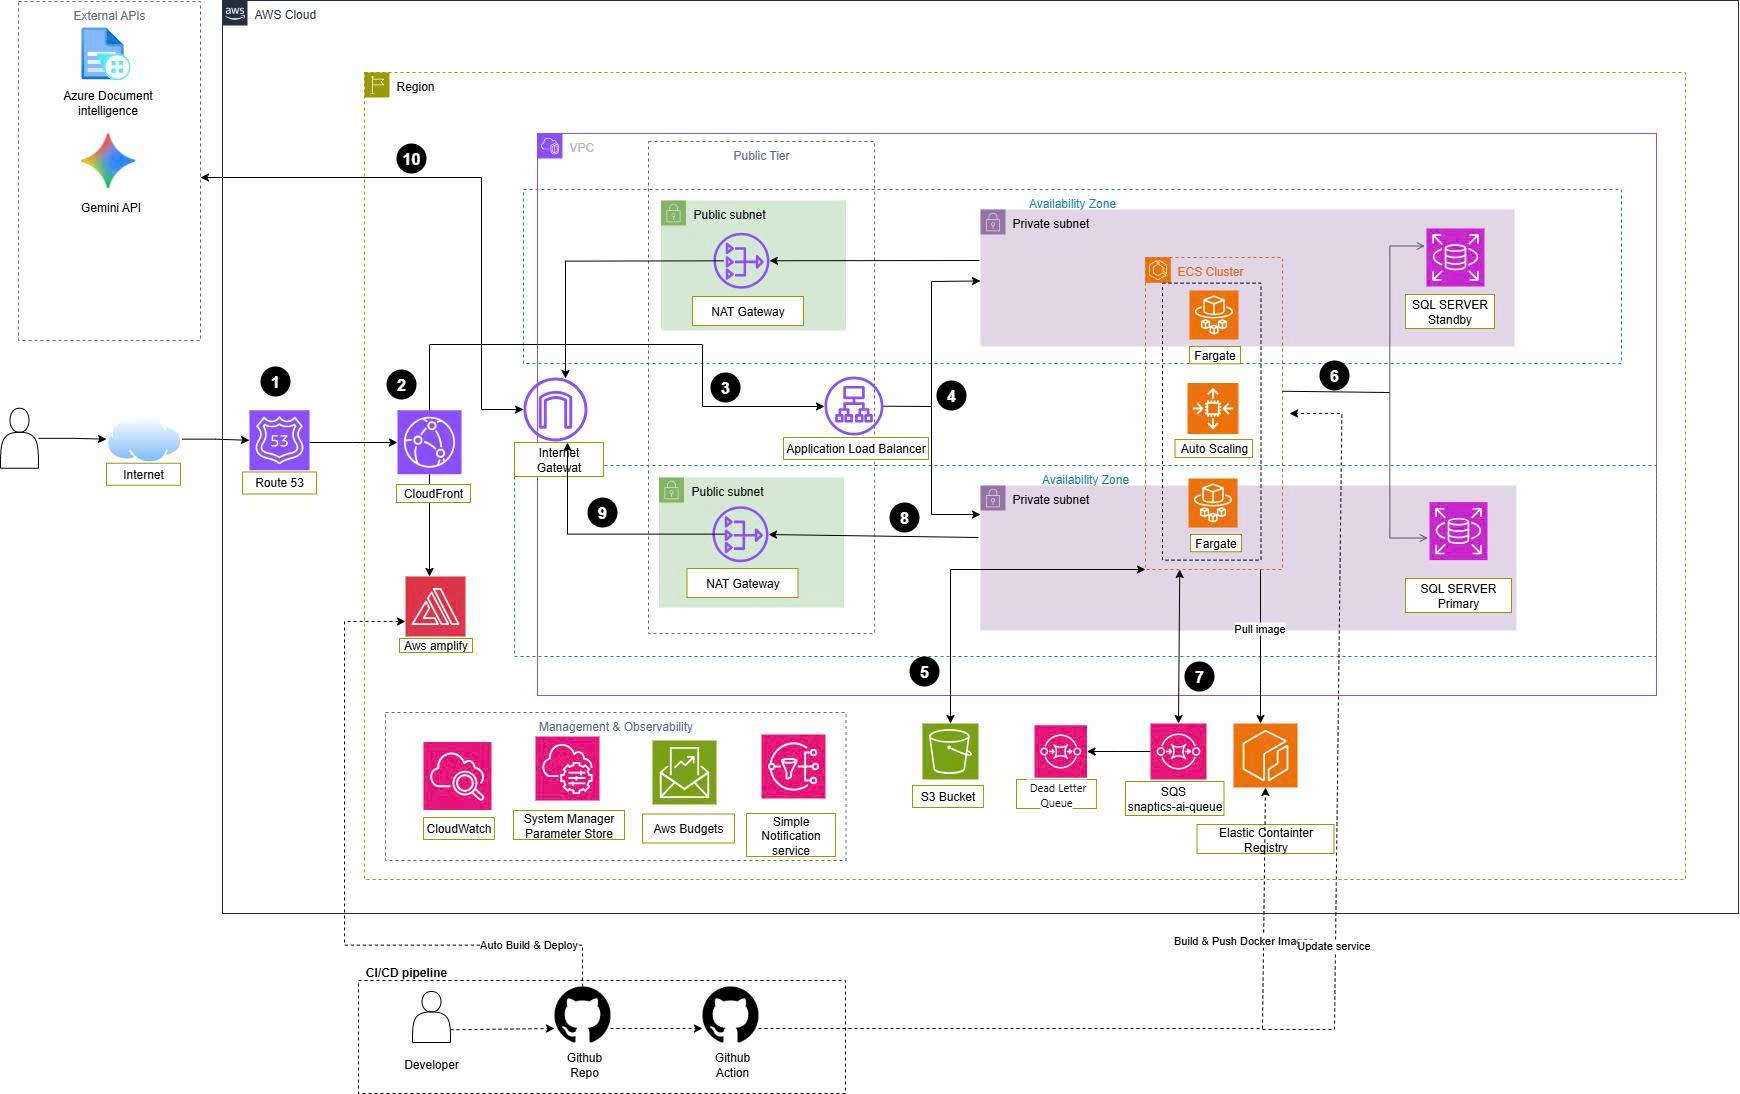 External APIs
Azure Document
intelligence
Gemini API
aws
AWS Cloud
Region
10
VPC
Public Tier
Public subnet
NAT Gateway
Availability Zone
Private subnet
ECS Cluster
Fargate
SQL SERVER
Standby
1
2
3
4
6
Internet
53
Route 53
CloudFront
Internet
Gatewat
Application Load Balancer
Auto Scaling
Availability Zone
Public subnet
Private subnet
9
8
NAT Gateway
Fargate
SQL SERVER
Primary
Aws amplify
Pull image
5
7
Management & Observability
CloudWatch
System Manager
Parameter Store
Aws Budgets
Simple
Notification
service
S3 Bucket
Dead Letter
Queue
SQS
snaptics-ai-queue
Elastic Containter
Registry
Auto Build & Deploy
Build & Push Docker Ima
Update service
CI/CD pipeline
Developer
Github
Repo
Github
Action